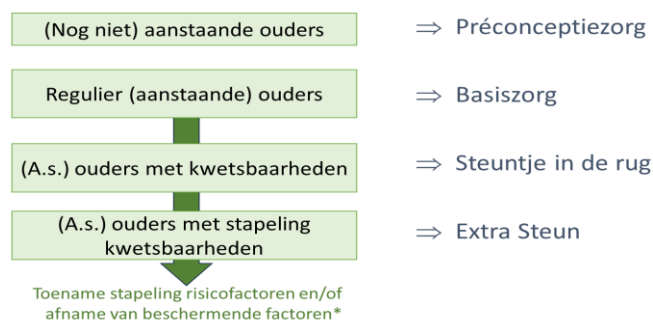 (Nog niet) aanstaande ouders ⇒ Préconceptiezorg
Regulier (aanstaande) ouders ⇒ Basiszorg
(A.s.) ouders met kwetsbaarheden ⇒ Steuntje in de rug
(A.s.) ouders met stapeling
kwetsbaarheden ⇒ Extra Steun
Toename stapeling risicofactoren en/of
afname van beschermende factoren*